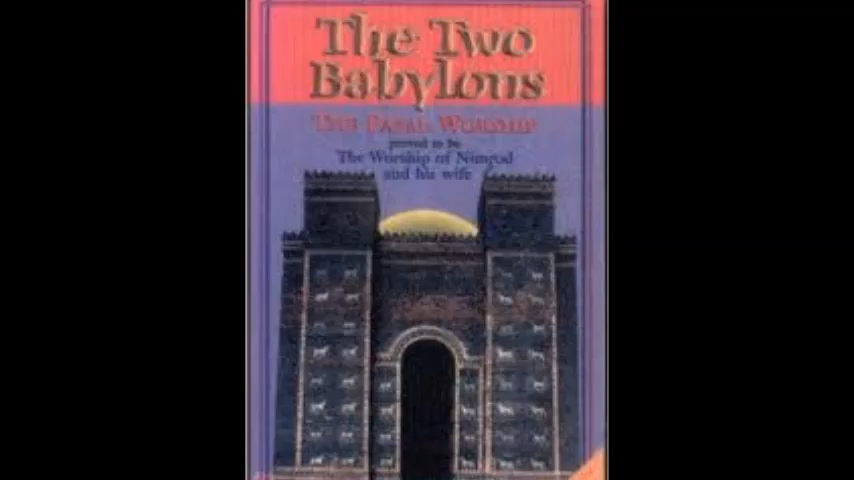 The Two
Babylons
THE PAPAL WORSHIP
proved to be
The Worship of Nimrod
and his wife